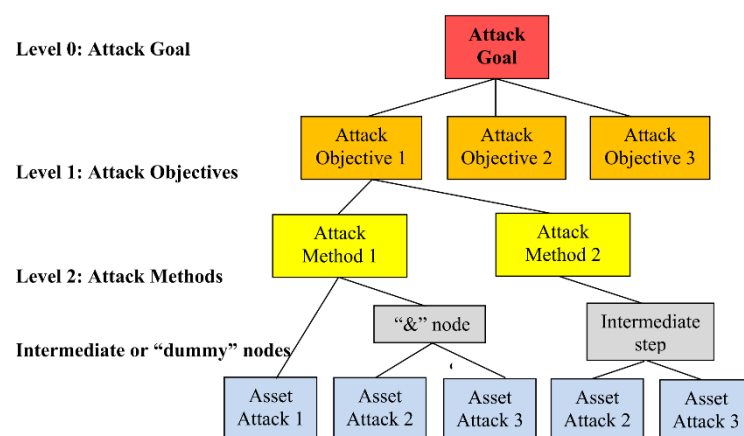 Level 0: Attack Goal
Attack
Goal
Attack
Objective 1
Attack
Objective 2
Attack
Objective 3
Level 1: Attack Objectives
Attack
Method 1
Attack
Method 2
Level 2: Attack Methods
“&” node
Intermediate
step
Intermediate or “dummy” nodes
Asset
Attack 1
Asset
Attack 2
Asset
Attack 3
Asset
Attack 2
Asset
Attack 3